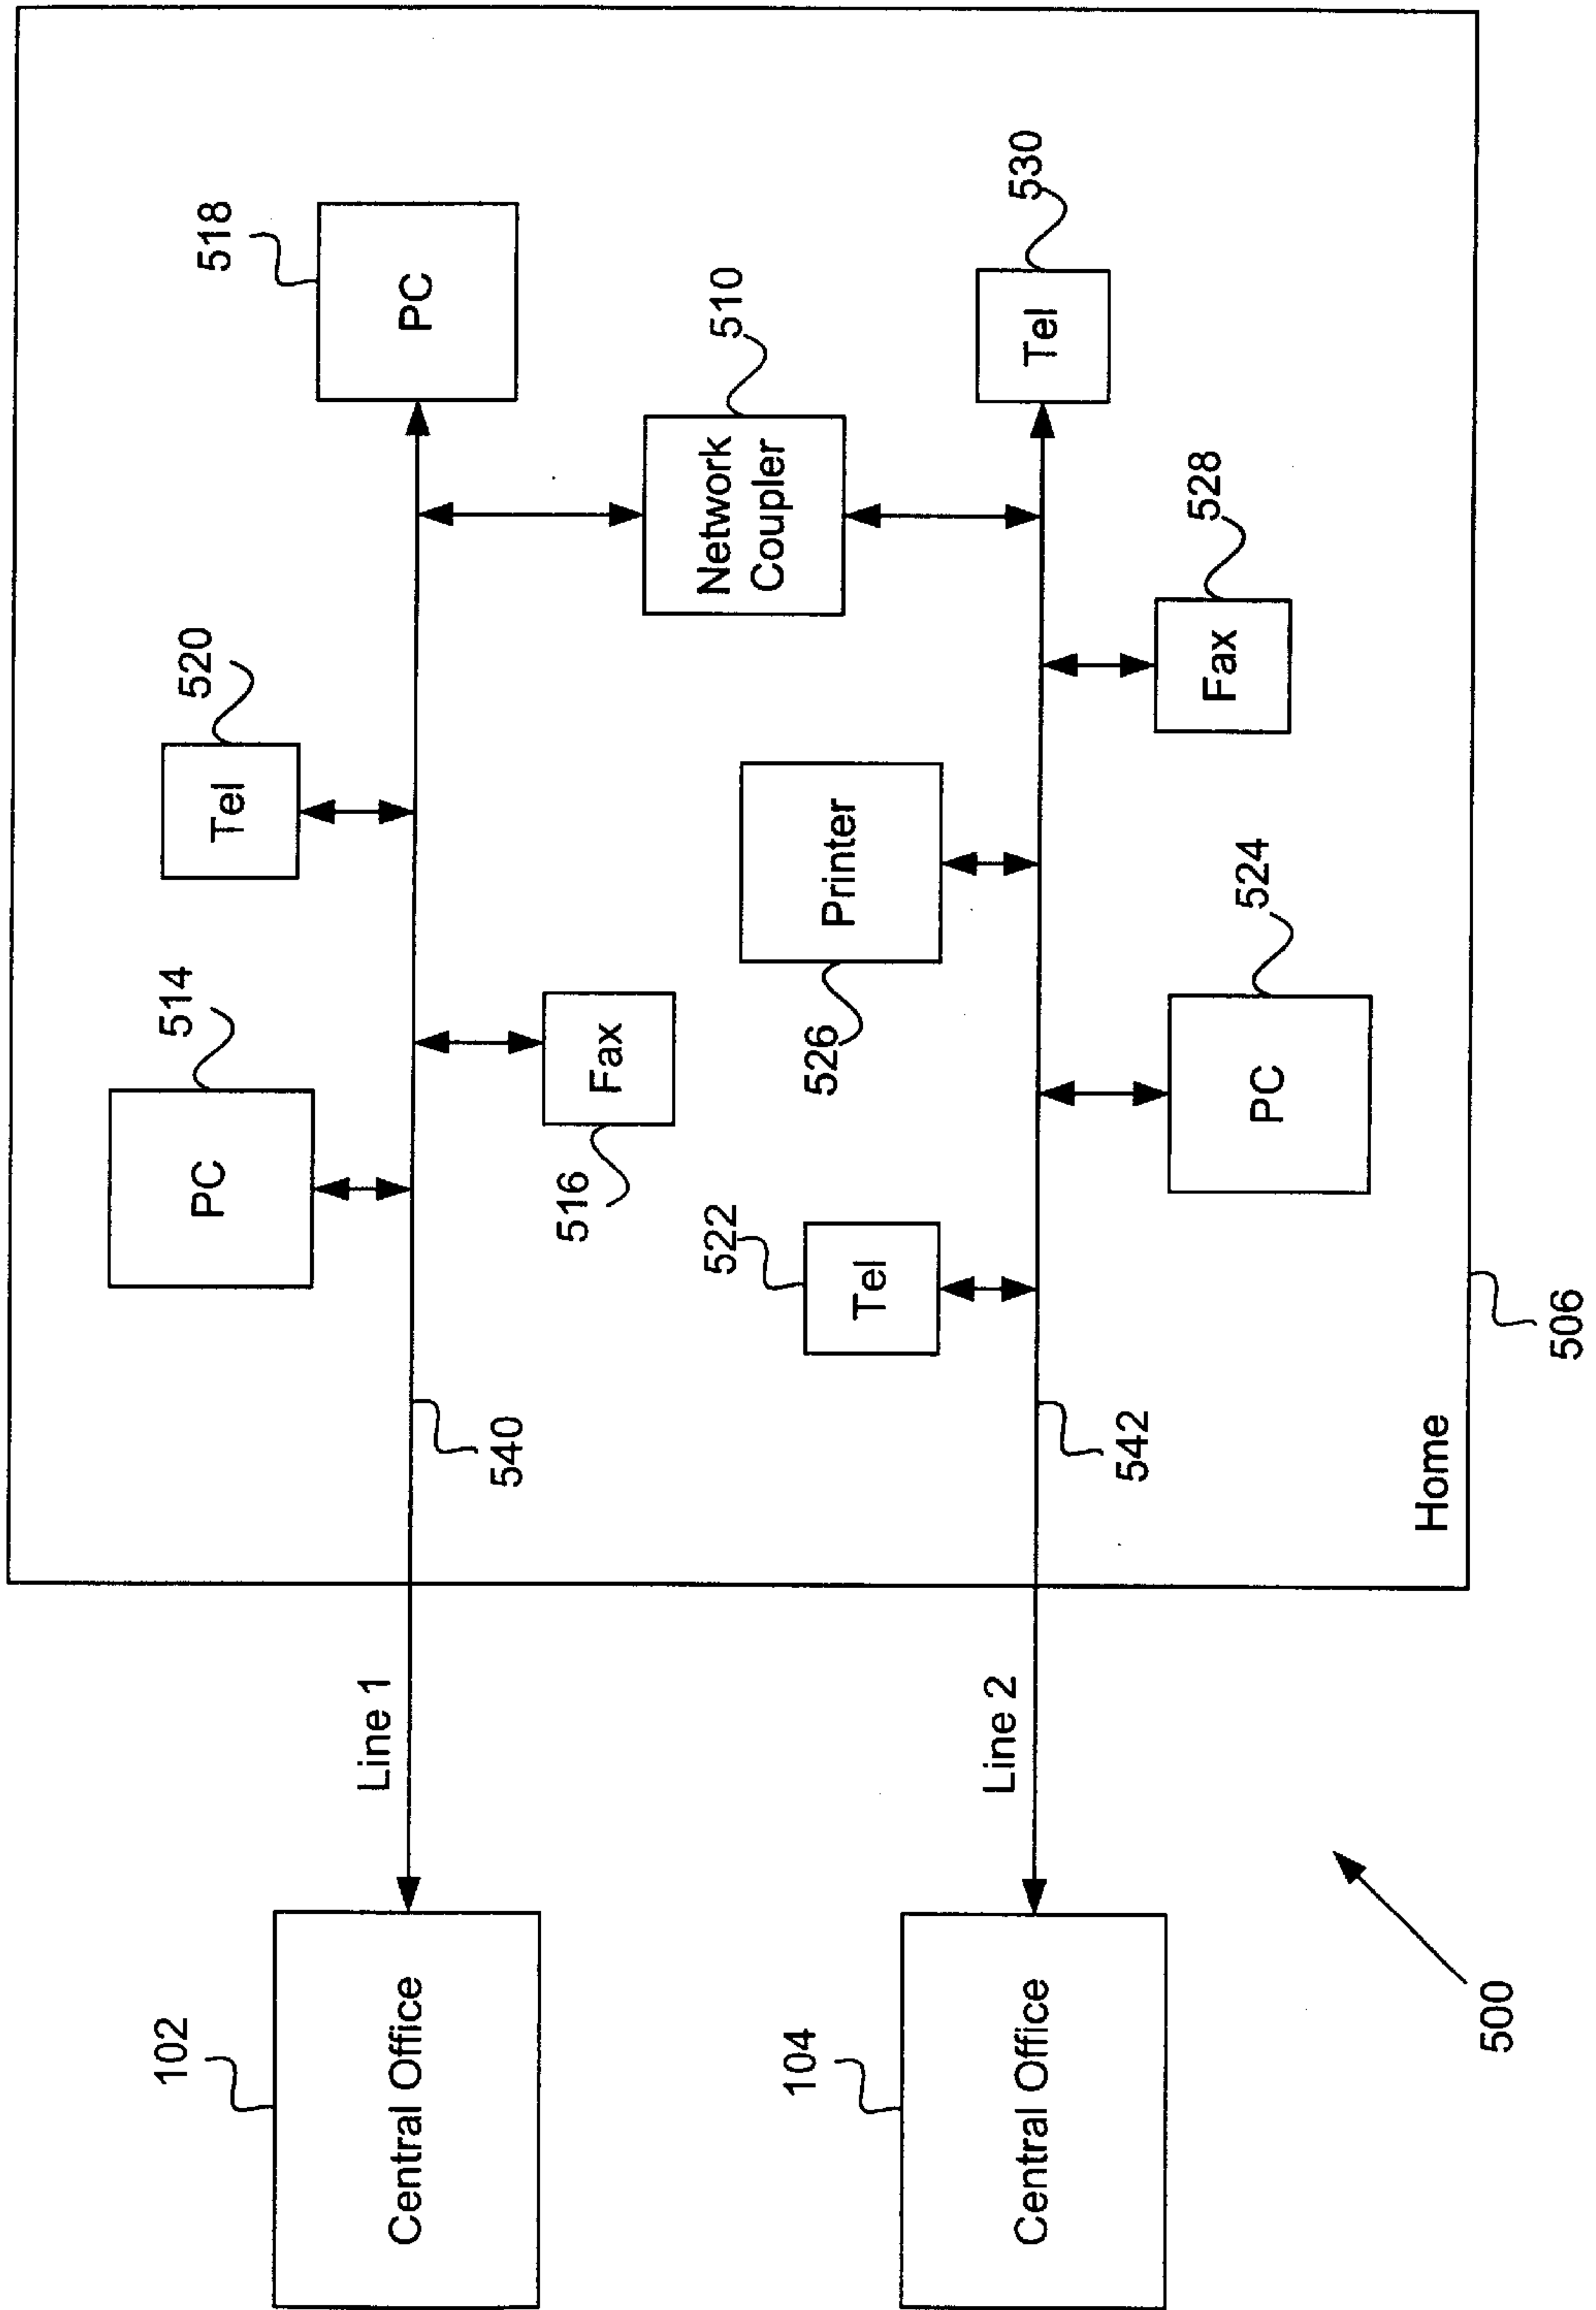 102
Central Office
Line 1
540
514
PC
516
Fax
520
Tel
518
PC
Network
Coupler
510
104
Central Office
Line 2
542
522
Tel
526
Printer
524
PC
528
Fax
530
Tel
Home
506
500